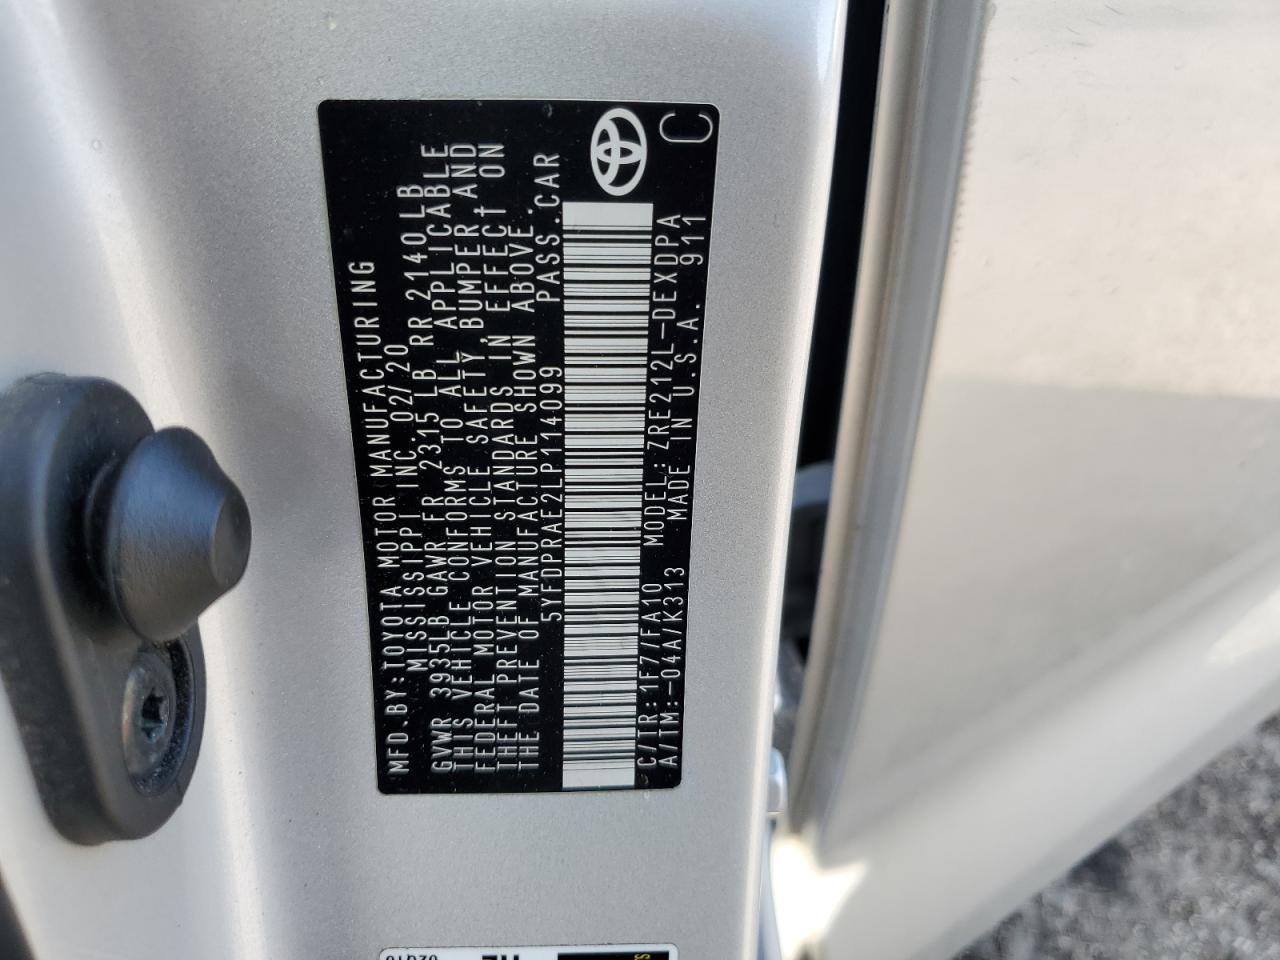 MFD.BY:TOYOTA MOTOR MANUFACTURING
MISSISSIPPI INC. 02/20
GVWR 3935LB GAWR FR 2315 LB RR 2140LB
THIS VEHICLE CONFORMS TO ALL APPLICABLE
FEDERAL MOTOR VEHICLE SAFETY, BUMPER AND
THEFT PREVENTION STANDARDS IN EFFECT ON
THE DATE OF MANUFACTURE SHOWN ABOVE.
5YFDPRAE2LP114099 PASS.CAR
C/TR:1F7/FA10 MODEL:ZRE212L-DEXDPA
A/TM:-04A/K313 MADE IN U.S.A. 911
C